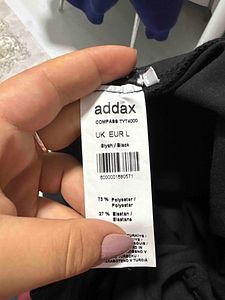 addax
COMPASS TYT4000
UK EUR L
Siyah / Black
73 % Polyester /
Polyester
27 % Elastan /
Elastane